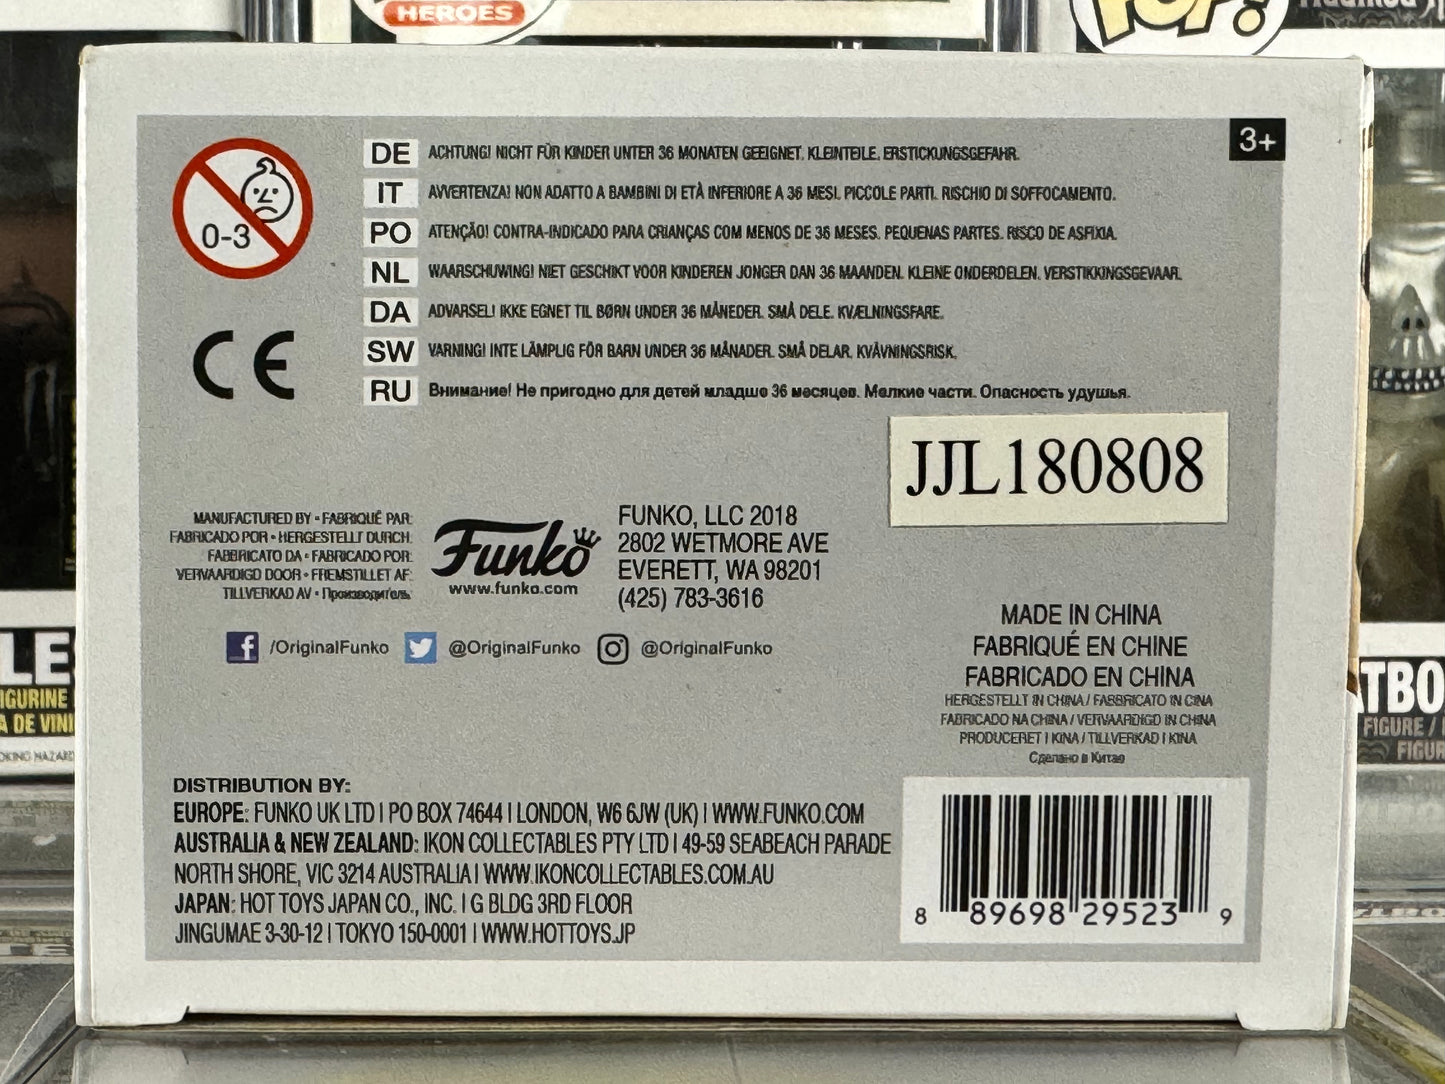 HEROES
POP!
0-3
DE ACHTUNG! NICHT FÜR KINDER UNTER 36 MONATEN GEEIGNET. KLEINTEILE. ERSTICKUNGSGEFAHR.
IT AVVERTENZA! NON ADATTO A BAMBINI DI ETÀ INFERIORE A 36 MESI. PICCOLE PARTI. RISCHIO DI SOFFOCAMENTO.
PO ATENÇÃO! CONTRA-INDICADO PARA CRIANÇAS COM MENOS DE 36 MESES. PEQUENAS PARTES. RISCO DE ASFIXIA.
NL WAARSCHUWING! NIET GESCHIKT VOOR KINDEREN JONGER DAN 36 MAANDEN. KLEINE ONDERDELEN. VERSTIKKINGSGEVAAR.
DA ADVARSEL! IKKE EGNET TIL BØRN UNDER 36 MÅNEDER. SMÅ DELE. KVÆLNINGSFARE.
SW VARNING! INTE LÄMPLIG FÖR BARN UNDER 36 MÅNADER. SMÅ DELAR. KVÄVNINGSRISK.
RU Внимание! Не пригодно для детей младше 36 месяцев. Мелкие части. Опасность удушья.
3+
CE
JJL180808
MANUFACTURED BY • FABRIQUÉ PAR:
FABRICADO POR • HERGESTELLT DURCH:
FABBRICATO DA • FABRICADO POR:
VERVAARDIGD DOOR • FREMSTILLET AF:
TILLVERKAD AV • Производитель:
Funko
www.funko.com
FUNKO, LLC 2018
2802 WETMORE AVE
EVERETT, WA 98201
(425) 783-3616
f /OriginalFunko @OriginalFunko @OriginalFunko
MADE IN CHINA
FABRIQUÉ EN CHINE
FABRICADO EN CHINA
HERGESTELLT IN CHINA / FABBRICATO IN CINA
FABRICADO NA CHINA / VERVAARDIGD IN CHINA
PRODUCERET I KINA / TILLVERKAD I KINA
Сделано в Китае
DISTRIBUTION BY:
EUROPE: FUNKO UK LTD | PO BOX 74644 | LONDON, W6 6JW (UK) | WWW.FUNKO.COM
AUSTRALIA & NEW ZEALAND: IKON COLLECTABLES PTY LTD | 49-59 SEABEACH PARADE
NORTH SHORE, VIC 3214 AUSTRALIA | WWW.IKONCOLLECTABLES.COM.AU
JAPAN: HOT TOYS JAPAN CO., INC. | G BLDG 3RD FLOOR
JINGUMAE 3-30-12 | TOKYO 150-0001 | WWW.HOTTOYS.JP
8 89698 29523 9
LE
IGURINE
A DE VINI
OKING HAZARD
TBO
FIGURE /
FIGUR